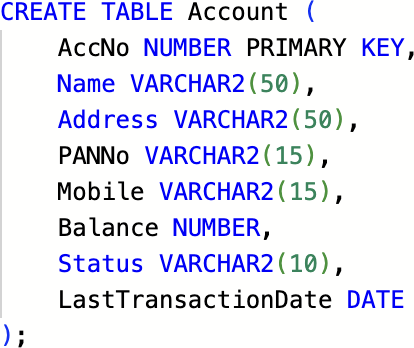 CREATE TABLE Account (
    AccNo NUMBER PRIMARY KEY,
    Name VARCHAR2(50),
    Address VARCHAR2(50),
    PANNo VARCHAR2(15),
    Mobile VARCHAR2(15),
    Balance NUMBER,
    Status VARCHAR2(10),
    LastTransactionDate DATE
);